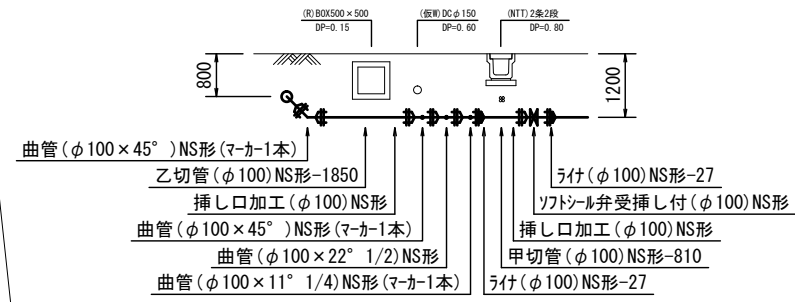 (R)BOX500×500
DP=0.15
(仮W)DCφ150
DP=0.60
(NTT)2条2段
DP=0.80
800
1200
曲管(φ100×45°)NS形(マーカー1本)
乙切管(φ100)NS形-1850
挿し口加工(φ100)NS形
曲管(φ100×45°)NS形(マーカー1本)
曲管(φ100×22°1/2)NS形
曲管(φ100×11°1/4)NS形(マーカー1本)
ライナ(φ100)NS形-27
ソフトシール弁受挿し付(φ100)NS形
挿し口加工(φ100)NS形
甲切管(φ100)NS形-810
ライナ(φ100)NS形-27